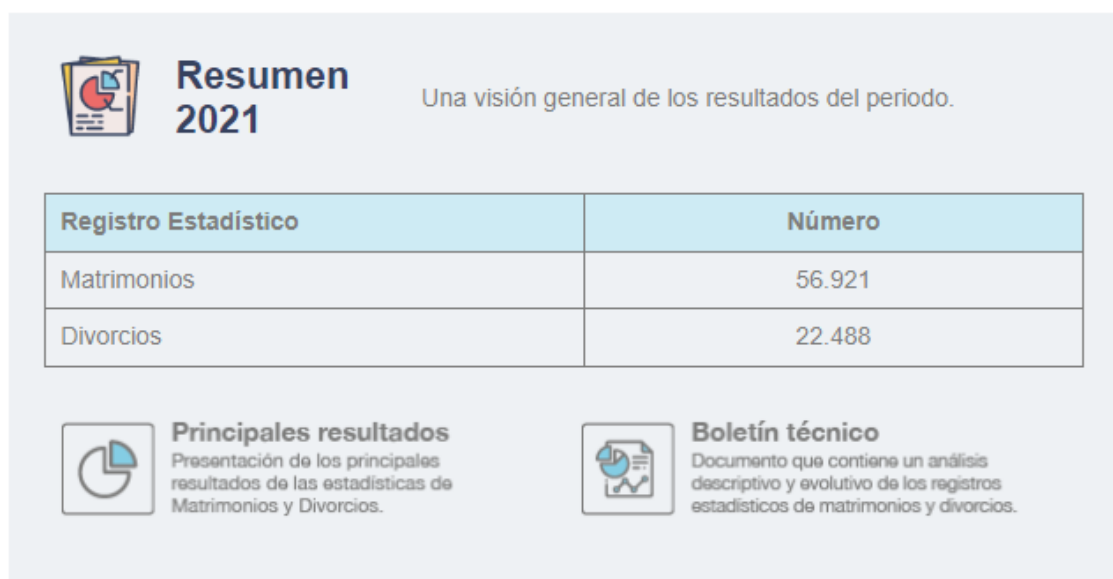 Resumen
2021
Una visión general de los resultados del periodo.
Registro Estadístico Número
Matrimonios 56.921
Divorcios 22.488
Principales resultados
Presentación de los principales
resultados de las estadísticas de
Matrimonios y Divorcios.
Boletín técnico
Documento que contiene un análisis
descriptivo y evolutivo de los registros
estadísticos de matrimonios y divorcios.